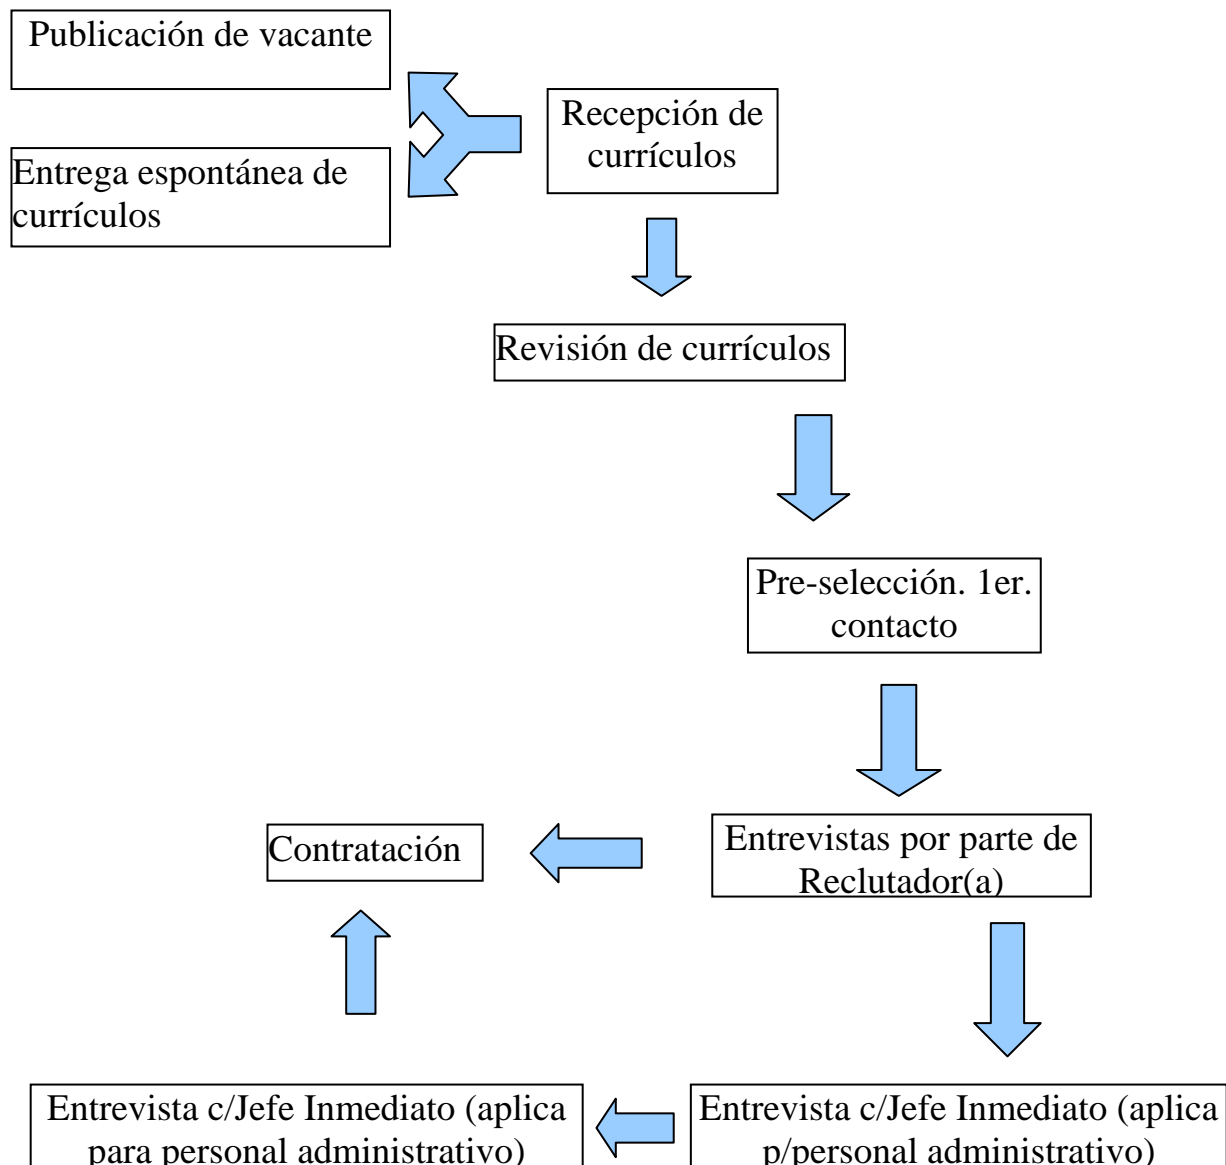 Publicación de vacante
Recepción de
currículos
Entrega espontánea de
currículos
Revisión de currículos
Pre-selección. 1er.
contacto
Entrevistas por parte de
Reclutador(a)
Contratación
Entrevista c/Jefe Inmediato (aplica
para personal administrativo)
Entrevista c/Jefe Inmediato (aplica
p/personal administrativo)